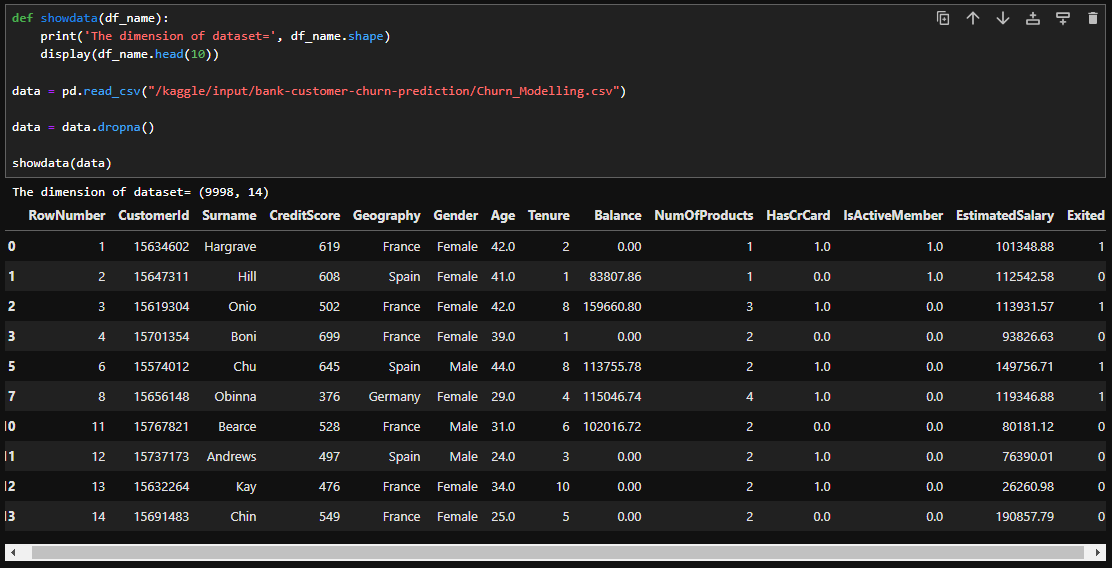 def showdata(df_name):
    print('The dimension of dataset=', df_name.shape)
    display(df_name.head(10))
data = pd.read_csv("/kaggle/input/bank-customer-churn-prediction/Churn_Modelling.csv")
data = data.dropna()
showdata(data)
The dimension of dataset= (9998, 14)
RowNumber CustomerId Surname CreditScore Geography Gender Age Tenure Balance NumOfProducts HasCrCard IsActiveMember EstimatedSalary Exited
0 1 15634602 Hargrave 619 France Female 42.0 2 0.00 1 1.0 1.0 101348.88 1
1 2 15647311 Hill 608 Spain Female 41.0 1 83807.86 1 0.0 1.0 112542.58 0
2 3 15619304 Onio 502 France Female 42.0 8 159660.80 3 1.0 0.0 113931.57 1
3 4 15701354 Boni 699 France Female 39.0 1 0.00 2 0.0 0.0 93826.63 0
5 6 15574012 Chu 645 Spain Male 44.0 8 113755.78 2 1.0 0.0 149756.71 1
7 8 15656148 Obinna 376 Germany Female 29.0 4 115046.74 4 1.0 0.0 119346.88 1
10 11 15767821 Bearce 528 France Male 31.0 6 102016.72 2 0.0 0.0 80181.12 0
11 12 15737173 Andrews 497 Spain Male 24.0 3 0.00 2 1.0 0.0 76390.01 0
12 13 15632264 Kay 476 France Female 34.0 10 0.00 2 1.0 0.0 26260.98 0
13 14 15691483 Chin 549 France Female 25.0 5 0.00 2 0.0 0.0 190857.79 0